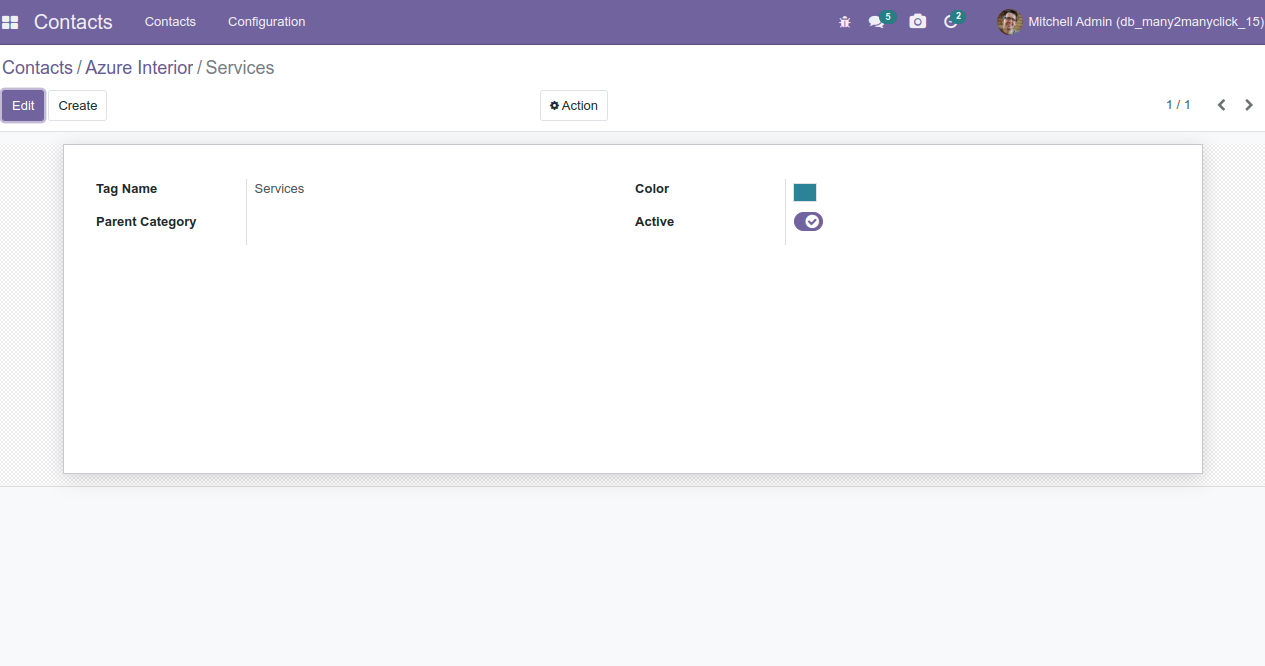 Contacts Contacts Configuration 5 2 Mitchell Admin (db_many2manyclick_15)
Contacts / Azure Interior / Services
Edit Create Action 1 / 1
Tag Name Services Color
Parent Category Active